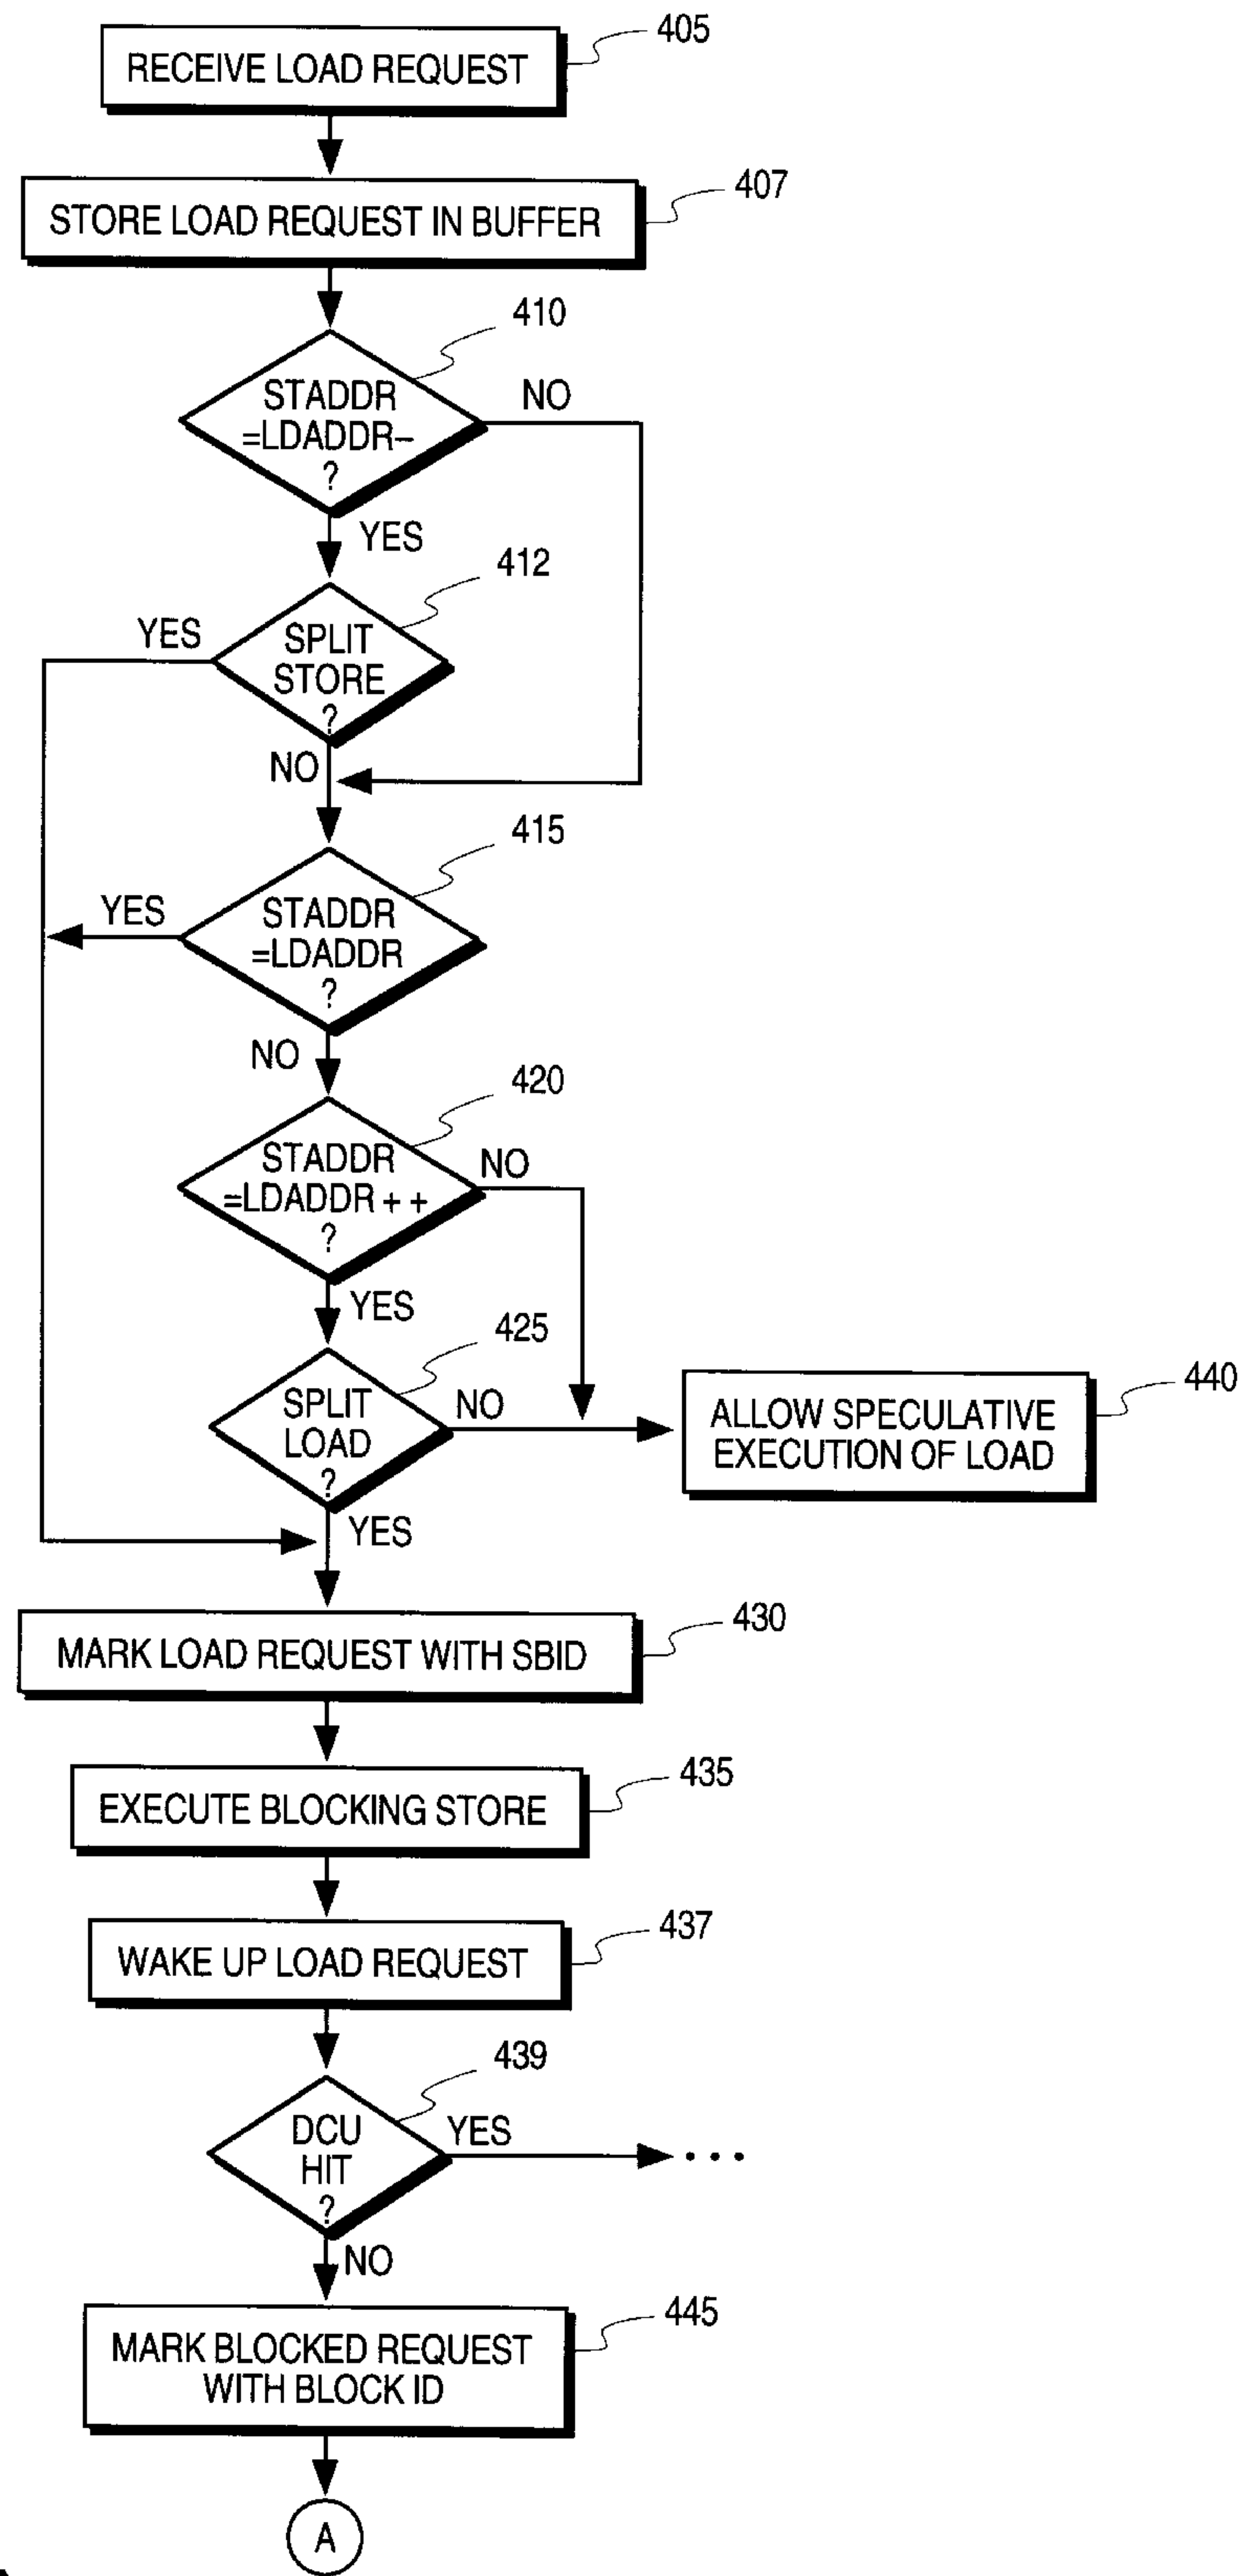 405
RECEIVE LOAD REQUEST
407
STORE LOAD REQUEST IN BUFFER
410
STADDR
=LDADDR–
?
NO
YES
412
SPLIT
STORE
?
YES
NO
415
STADDR
=LDADDR
?
YES
NO
420
STADDR
=LDADDR + +
?
NO
YES
425
SPLIT
LOAD
?
NO
YES
440
ALLOW SPECULATIVE
EXECUTION OF LOAD
430
MARK LOAD REQUEST WITH SBID
435
EXECUTE BLOCKING STORE
437
WAKE UP LOAD REQUEST
439
DCU
HIT
?
YES
• • •
NO
445
MARK BLOCKED REQUEST
WITH BLOCK ID
A